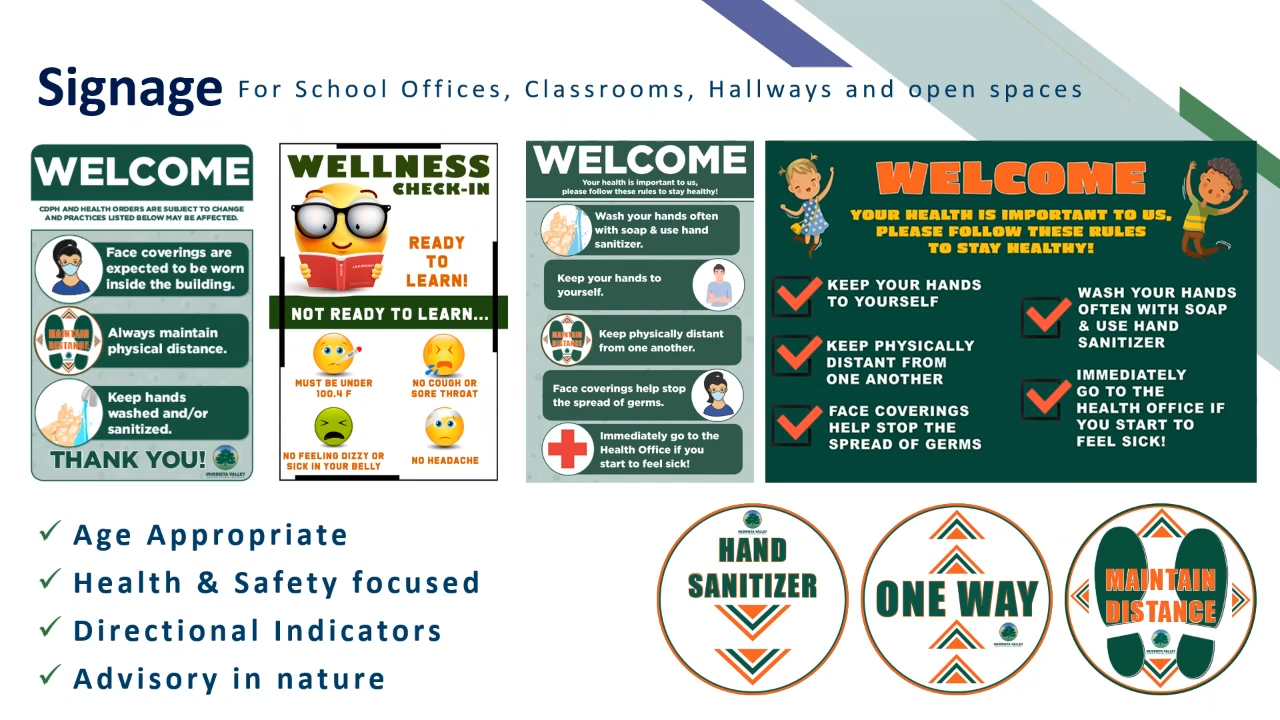 Signage For School Offices, Classrooms, Hallways and open spaces
WELCOME
CDPH AND HEALTH ORDERS ARE SUBJECT TO CHANGE
AND PRACTICES LISTED BELOW MAY BE AFFECTED.
Face coverings are
expected to be worn
inside the building.
MAINTAIN
DISTANCE
Always maintain
physical distance.
Keep hands
washed and/or
sanitized.
THANK YOU!
MURRIETA VALLEY
WELLNESS
CHECK-IN
READY
TO
LEARN!
NOT READY TO LEARN...
MUST BE UNDER
100.4 F
NO COUGH OR
SORE THROAT
NO FEELING DIZZY OR
SICK IN YOUR BELLY
NO HEADACHE
WELCOME
Your health is important to us,
please follow these rules to stay healthy!
Wash your hands often
with soap & use hand
sanitizer.
Keep your hands to
yourself.
MAINTAIN
DISTANCE
Keep physically distant
from one another.
Face coverings help stop
the spread of germs.
Immediately go to the
Health Office if you
start to feel sick!
WELCOME
YOUR HEALTH IS IMPORTANT TO US,
PLEASE FOLLOW THESE RULES
TO STAY HEALTHY!
KEEP YOUR HANDS
TO YOURSELF
KEEP PHYSICALLY
DISTANT FROM
ONE ANOTHER
FACE COVERINGS
HELP STOP THE
SPREAD OF GERMS
WASH YOUR HANDS
OFTEN WITH SOAP
& USE HAND
SANITIZER
IMMEDIATELY
GO TO THE
HEALTH OFFICE IF
YOU START TO
FEEL SICK!
✓ Age Appropriate
✓ Health & Safety focused
✓ Directional Indicators
✓ Advisory in nature
MURRIETA VALLEY
HAND
SANITIZER
ONE WAY
MURRIETA VALLEY
MAINTAIN
DISTANCE
MURRIETA VALLEY